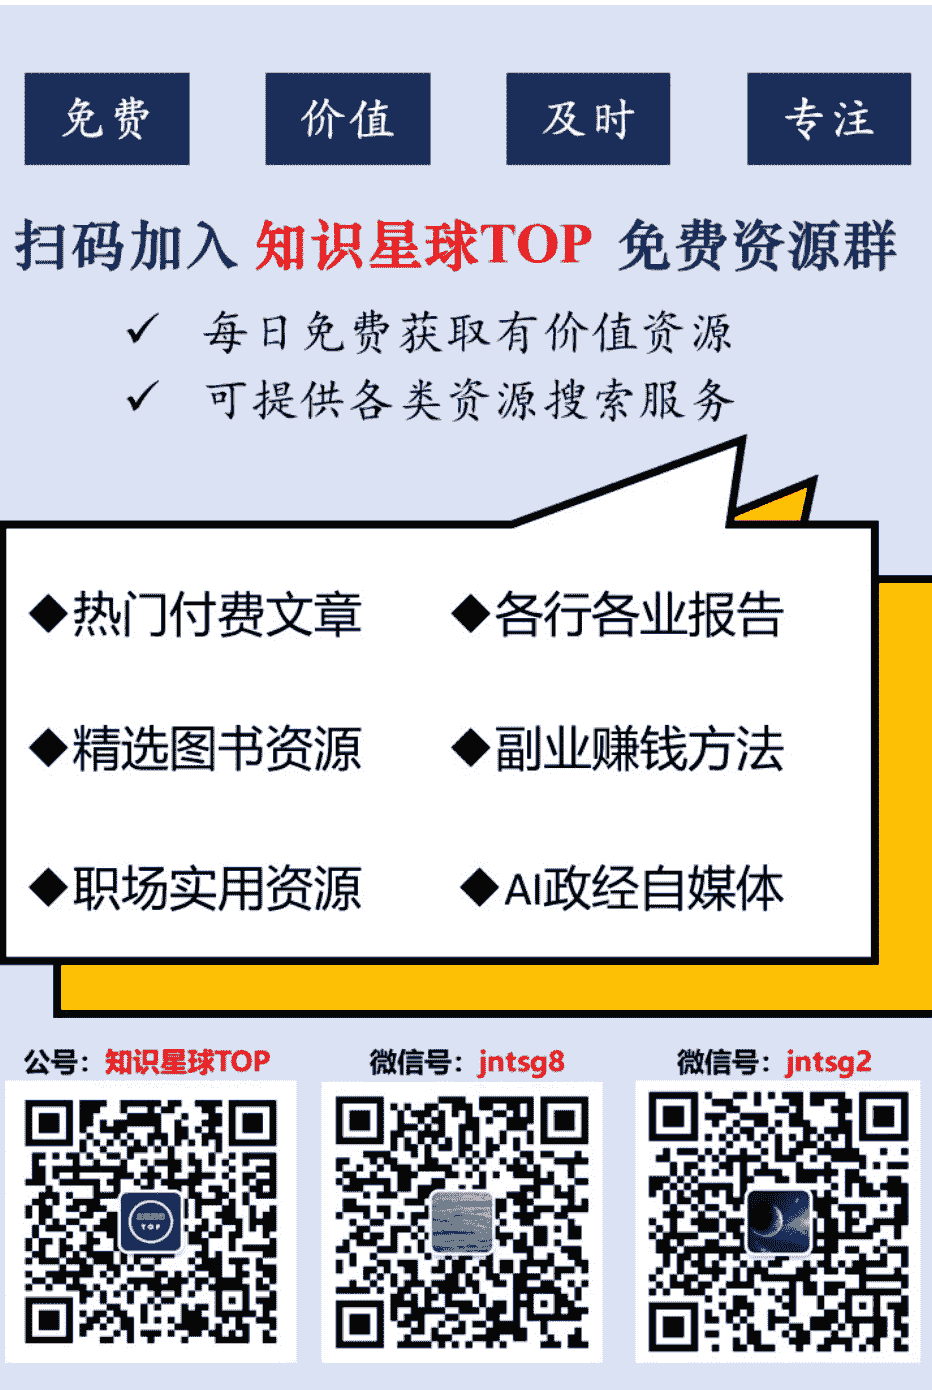 免费 价值 及时 专注
扫码加入 知识星球TOP 免费资源群
✓ 每日免费获取有价值资源
✓ 可提供各类资源搜索服务
◆热门付费文章 ◆各行各业报告
◆精选图书资源 ◆副业赚钱方法
◆职场实用资源 ◆AI政经自媒体
公号：知识星球TOP 微信号：jntsg8 微信号：jntsg2
TOP